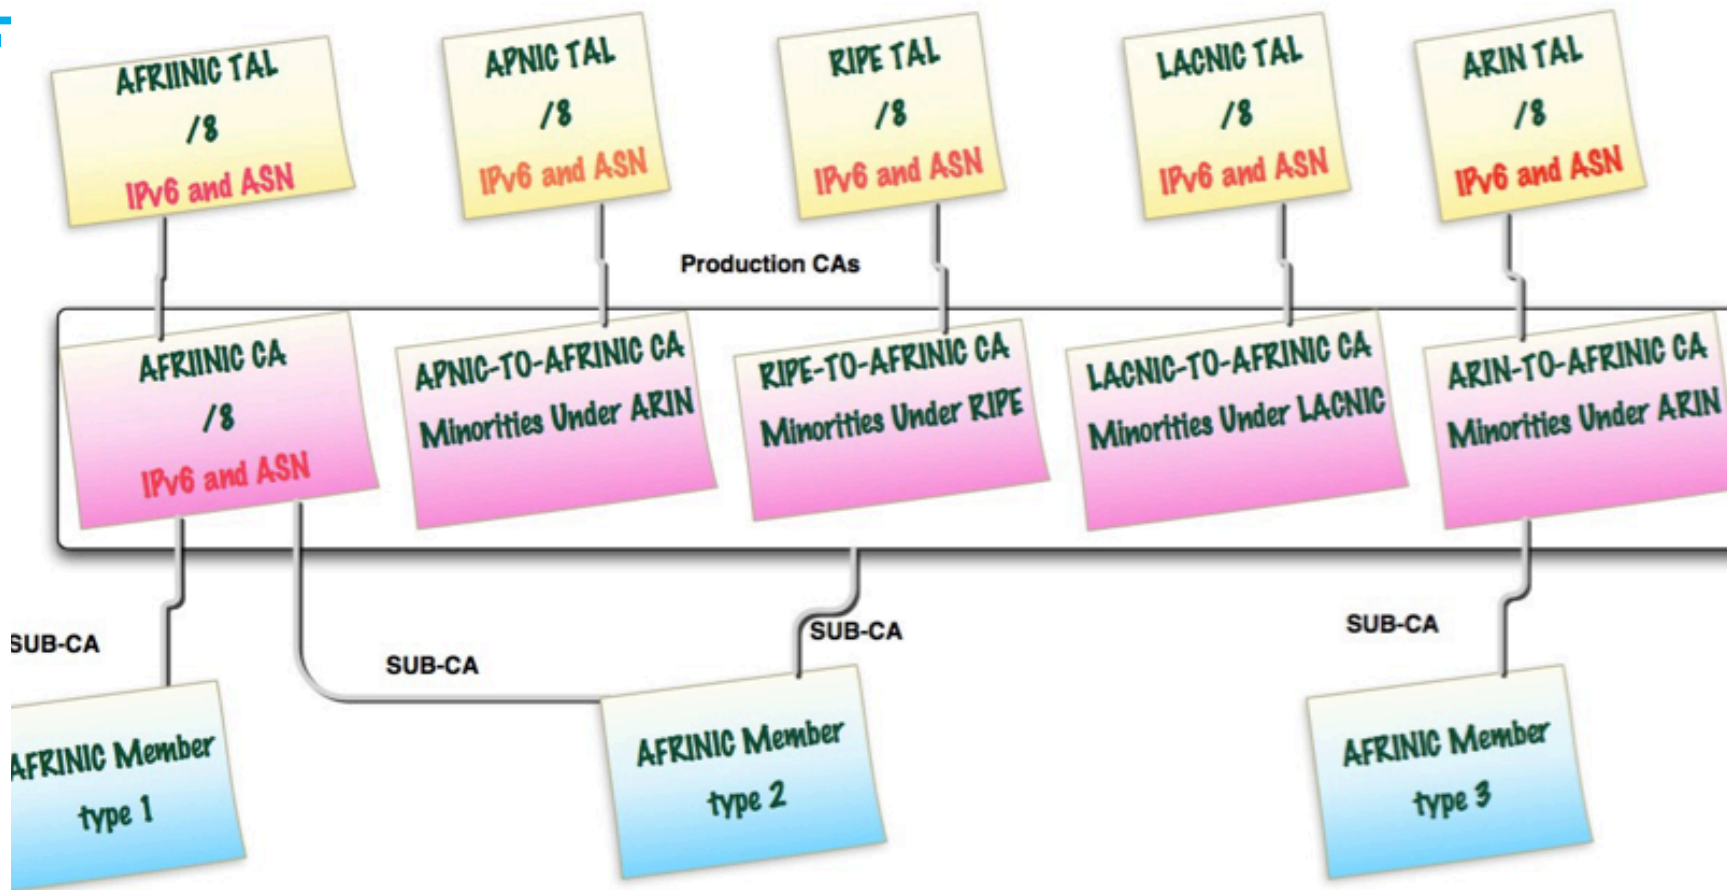 AFRIINIC TAL
/8
IPv6 and ASN
APNIC TAL
/8
IPv6 and ASN
RIPE TAL
/8
IPv6 and ASN
LACNIC TAL
/8
IPv6 and ASN
ARIN TAL
/8
IPv6 and ASN
Production CAs
AFRIINIC CA
/8
IPv6 and ASN
APNIC-TO-AFRINIC CA
Minorities Under ARIN
RIPE-TO-AFRINIC CA
Minorities Under RIPE
LACNIC-TO-AFRINIC CA
Minorities Under LACNIC
ARIN-TO-AFRINIC CA
Minorities Under ARIN
SUB-CA
SUB-CA
SUB-CA
SUB-CA
AFRINIC Member
type 1
AFRINIC Member
type 2
AFRINIC Member
type 3